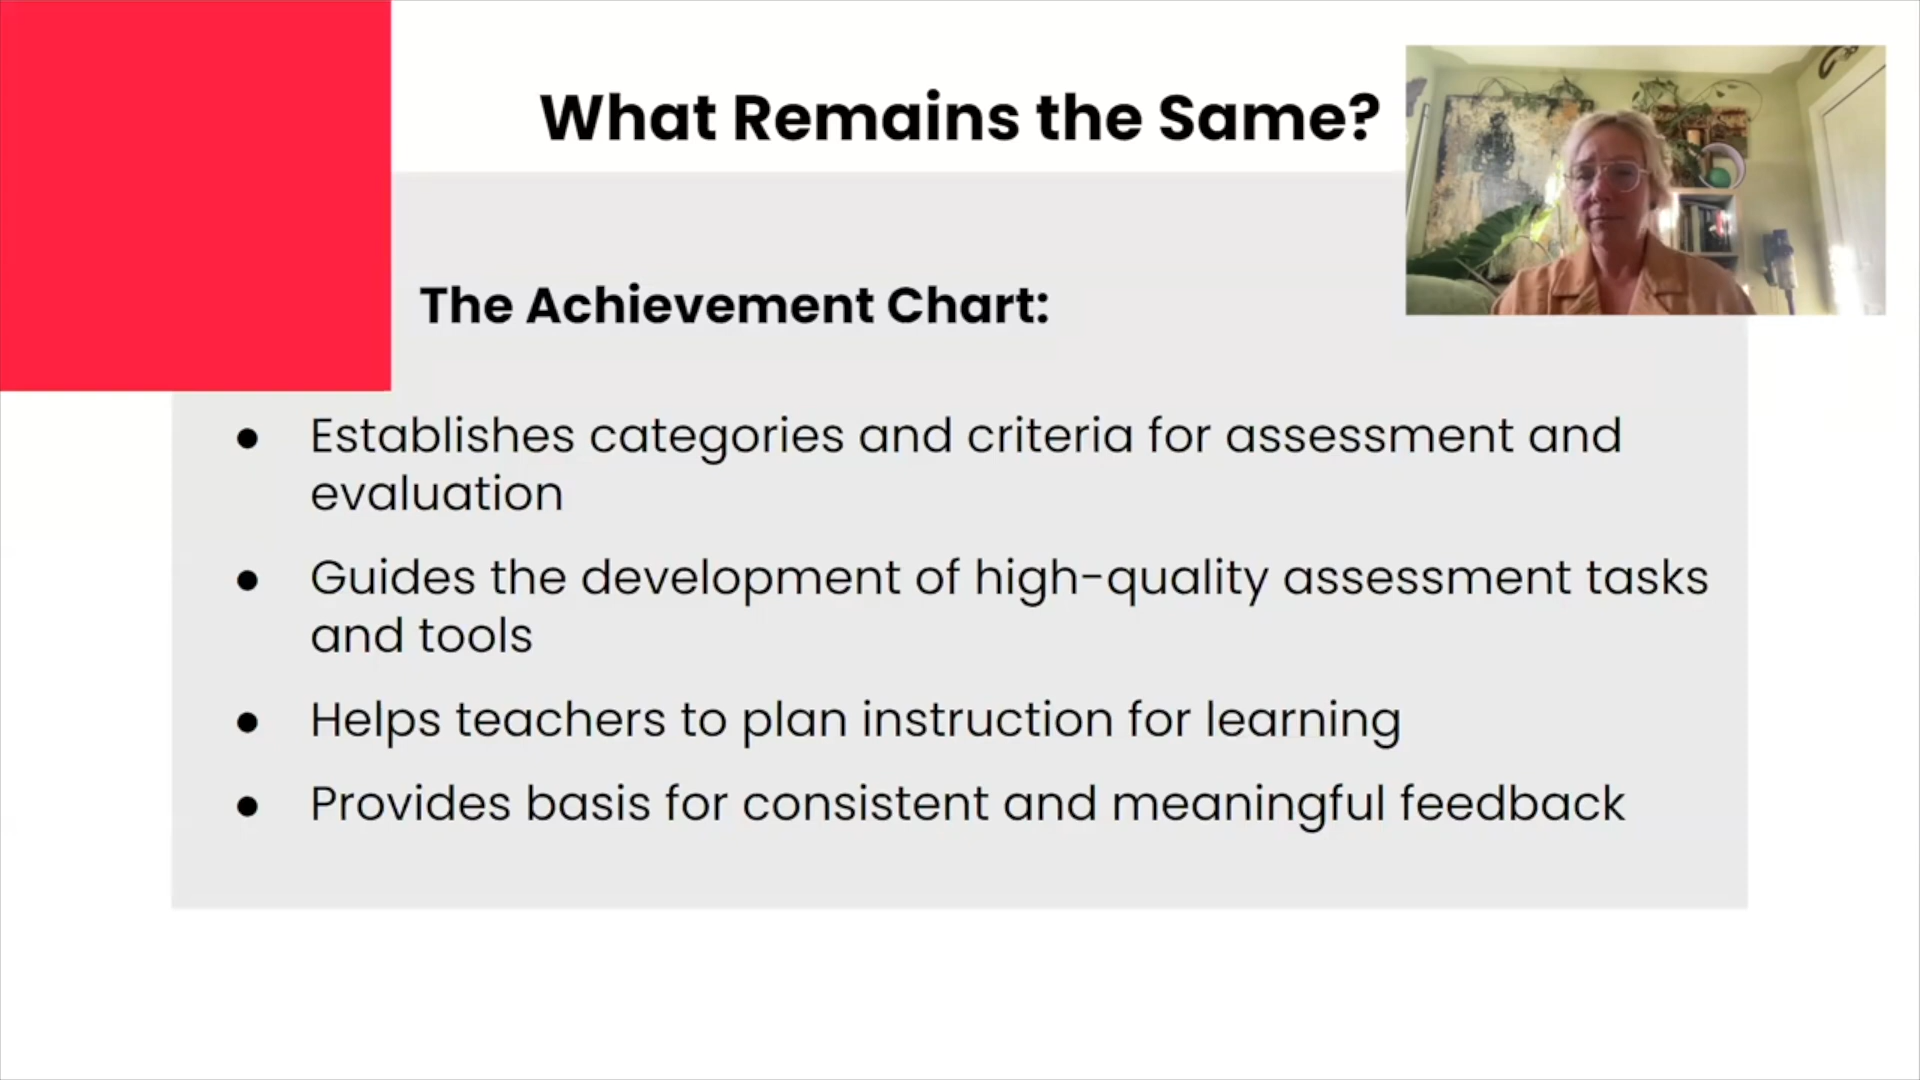 What Remains the Same?
The Achievement Chart:
● Establishes categories and criteria for assessment and
evaluation
● Guides the development of high-quality assessment tasks
and tools
● Helps teachers to plan instruction for learning
● Provides basis for consistent and meaningful feedback